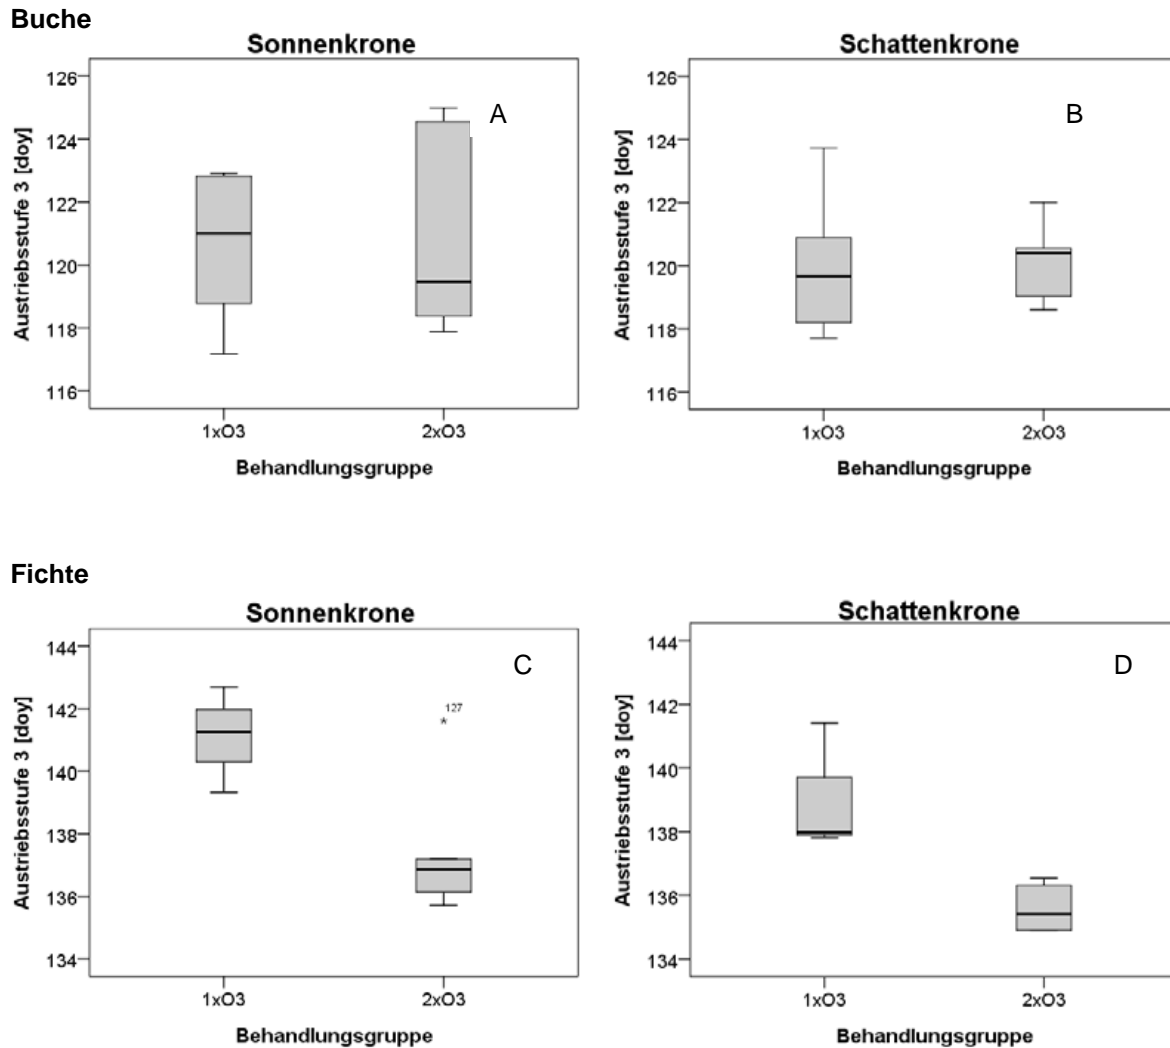 Buche
Sonnenkrone
A
Austriebsstufe 3 [doy]
126
124
122
120
118
116
1xO3
2xO3
Behandlungsgruppe
Schattenkrone
B
Austriebsstufe 3 [doy]
126
124
122
120
118
116
1xO3
2xO3
Behandlungsgruppe
Fichte
Sonnenkrone
C
Austriebsstufe 3 [doy]
144
142
140
138
136
134
127
*
1xO3
2xO3
Behandlungsgruppe
Schattenkrone
D
Austriebsstufe 3 [doy]
144
142
140
138
136
134
1xO3
2xO3
Behandlungsgruppe